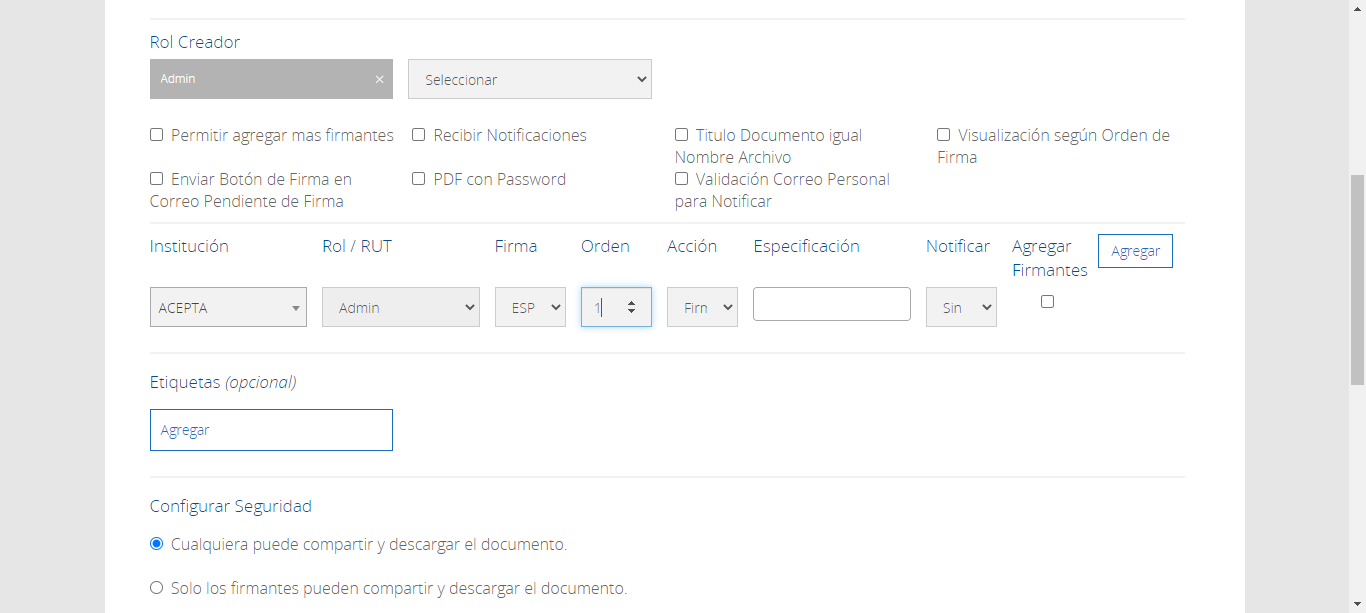 Rol Creador
Admin ×
Seleccionar
Permitir agregar mas firmantes
Recibir Notificaciones
Titulo Documento igual
Nombre Archivo
Visualización según Orden de
Firma
Enviar Botón de Firma en
Correo Pendiente de Firma
PDF con Password
Validación Correo Personal
para Notificar
Institución Rol / RUT Firma Orden Acción Especificación Notificar Agregar
Firmantes
Agregar
ACEPTA Admin ESP 1 Firn Sin
Etiquetas (opcional)
Agregar
Configurar Seguridad
Cualquiera puede compartir y descargar el documento.
Solo los firmantes pueden compartir y descargar el documento.